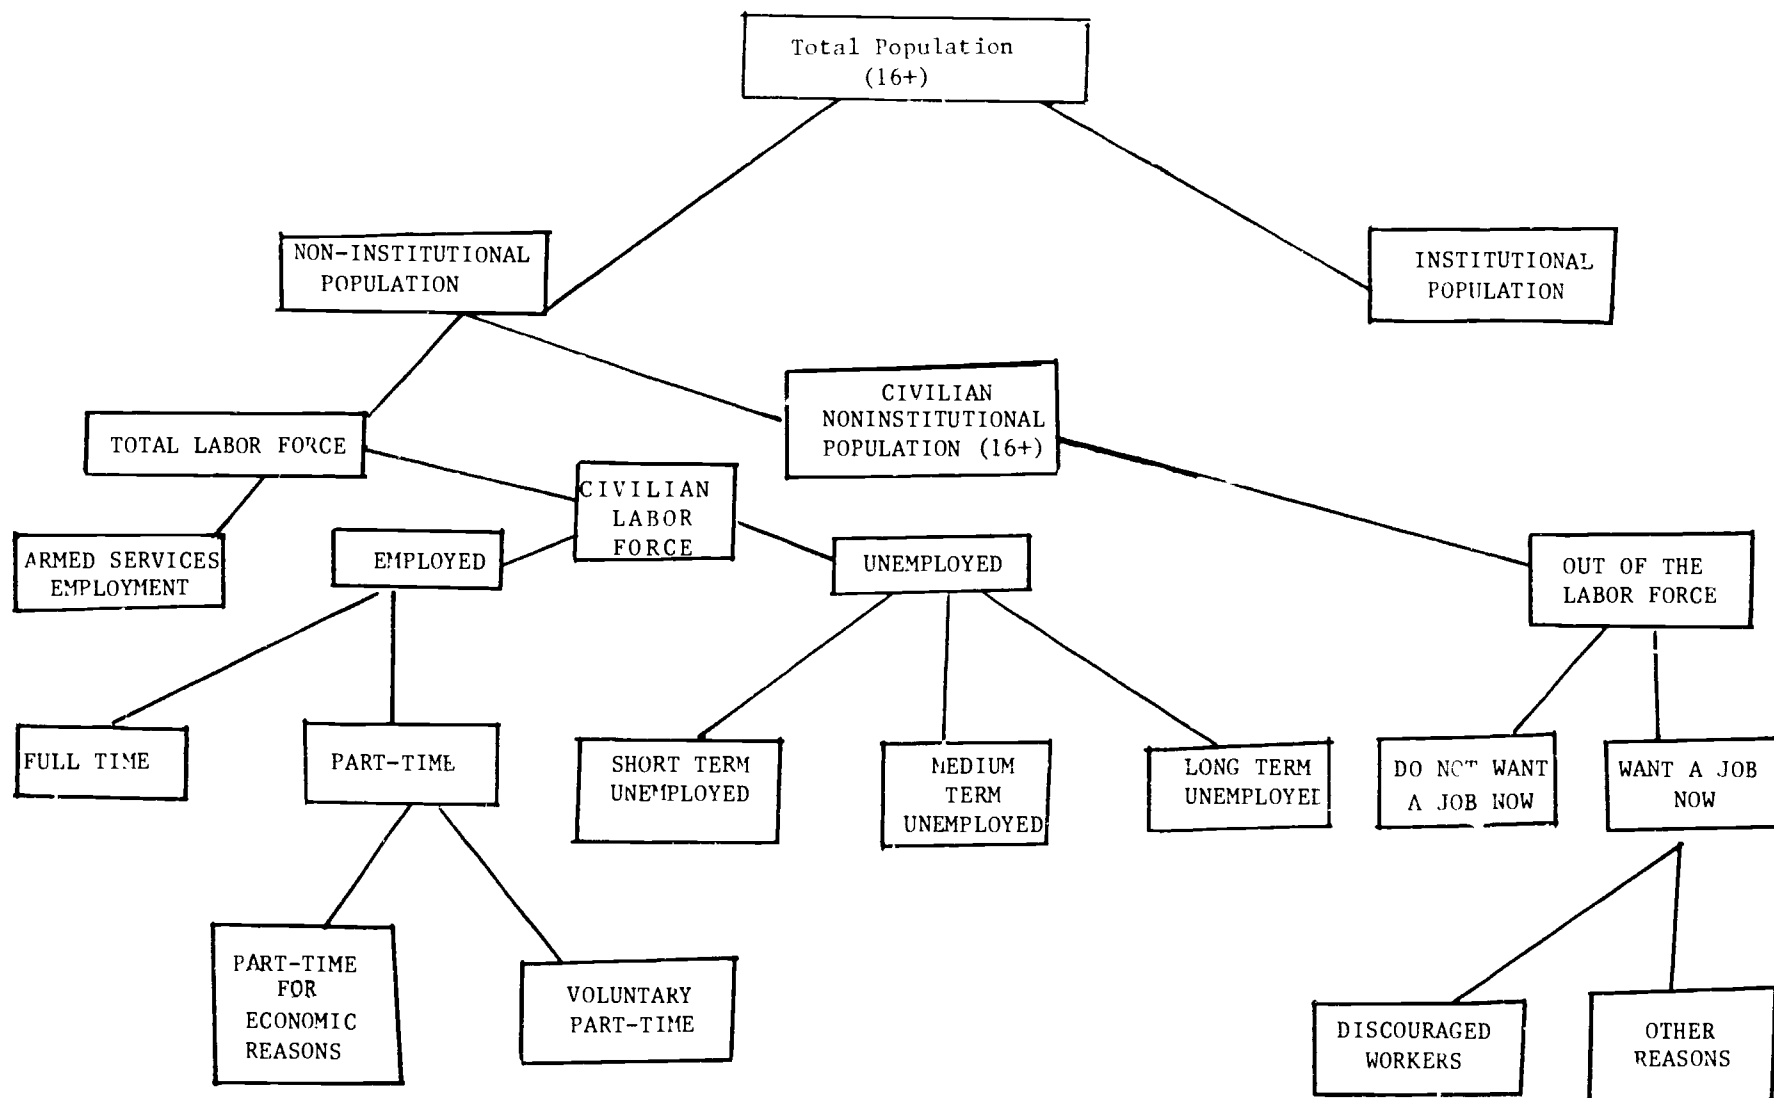 Total Population
(16+)
NON-INSTITUTIONAL
POPULATION
INSTITUTIONAL
POPULATION
CIVILIAN
NONINSTITUTIONAL
POPULATION (16+)
TOTAL LABOR FORCE
CIVILIAN
LABOR
FORCE
ARMED SERVICES
EMPLOYMENT
EMPLOYED
UNEMPLOYED
OUT OF THE
LABOR FORCE
FULL TIME
PART-TIME
SHORT TERM
UNEMPLOYED
MEDIUM
TERM
UNEMPLOYED
LONG TERM
UNEMPLOYED
DO NOT WANT
A JOB NOW
WANT A JOB
NOW
PART-TIME
FOR
ECONOMIC
REASONS
VOLUNTARY
PART-TIME
DISCOURAGED
WORKERS
OTHER
REASONS